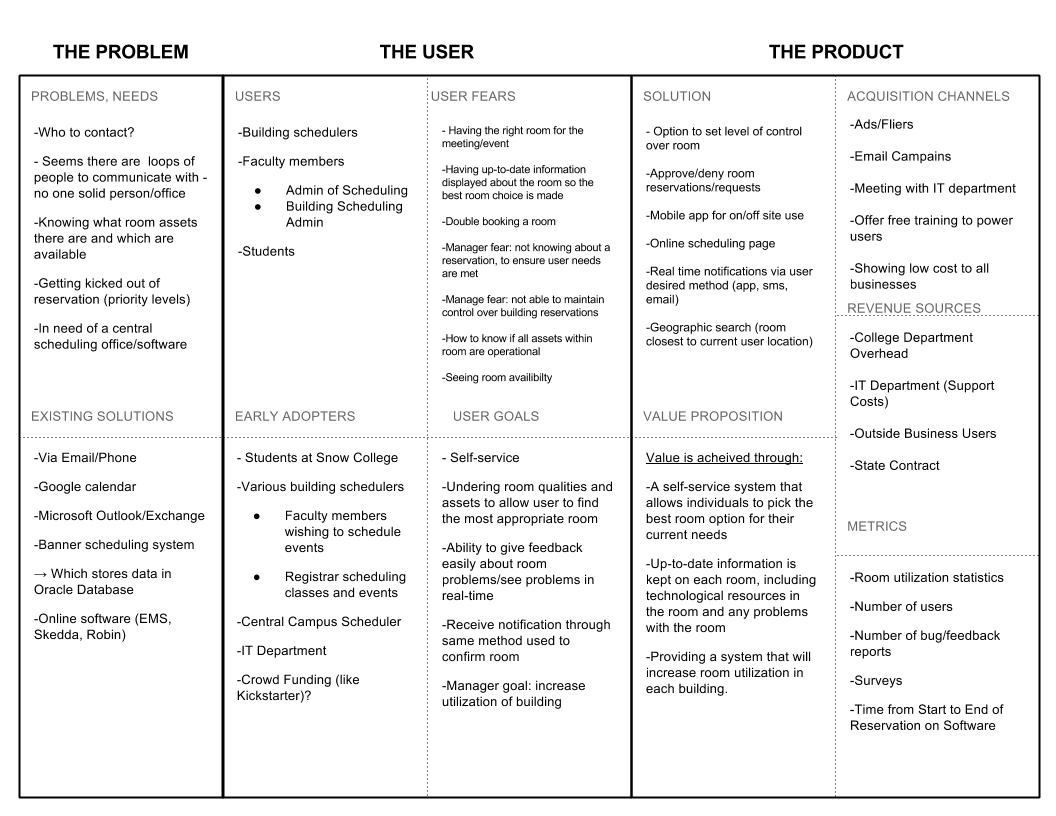 THE PROBLEM
THE USER
THE PRODUCT
PROBLEMS, NEEDS
-Who to contact?
- Seems there are  loops of
people to communicate with -
no one solid person/office
-Knowing what room assets
there are and which are
available
-Getting kicked out of
reservation (priority levels)
-In need of a central
scheduling office/software
EXISTING SOLUTIONS
-Via Email/Phone
-Google calendar
-Microsoft Outlook/Exchange
-Banner scheduling system
→ Which stores data in
Oracle Database
-Online software (EMS,
Skedda, Robin)
USERS
-Building schedulers
-Faculty members
● Admin of Scheduling
● Building Scheduling
Admin
-Students
EARLY ADOPTERS
- Students at Snow College
-Various building schedulers
● Faculty members
wishing to schedule
events
● Registrar scheduling
classes and events
-Central Campus Scheduler
-IT Department
-Crowd Funding (like
Kickstarter)?
USER FEARS
- Having the right room for the
meeting/event
-Having up-to-date information
displayed about the room so the
best room choice is made
-Double booking a room
-Manager fear: not knowing about a
reservation, to ensure user needs
are met
-Manage fear: not able to maintain
control over building reservations
-How to know if all assets within
room are operational
-Seeing room availibilty
USER GOALS
- Self-service
-Undering room qualities and
assets to allow user to find
the most appropriate room
-Ability to give feedback
easily about room
problems/see problems in
real-time
-Receive notification through
same method used to
confirm room
-Manager goal: increase
utilization of building
SOLUTION
- Option to set level of control
over room
-Approve/deny room
reservations/requests
-Mobile app for on/off site use
-Online scheduling page
-Real time notifications via user
desired method (app, sms,
email)
-Geographic search (room
closest to current user location)
VALUE PROPOSITION
Value is acheived through:
-A self-service system that
allows individuals to pick the
best room option for their
current needs
-Up-to-date information is
kept on each room, including
technological resources in
the room and any problems
with the room
-Providing a system that will
increase room utilization in
each building.
ACQUISITION CHANNELS
-Ads/Fliers
-Email Campains
-Meeting with IT department
-Offer free training to power
users
-Showing low cost to all
businesses
REVENUE SOURCES
-College Department
Overhead
-IT Department (Support
Costs)
-Outside Business Users
-State Contract
METRICS
-Room utilization statistics
-Number of users
-Number of bug/feedback
reports
-Surveys
-Time from Start to End of
Reservation on Software